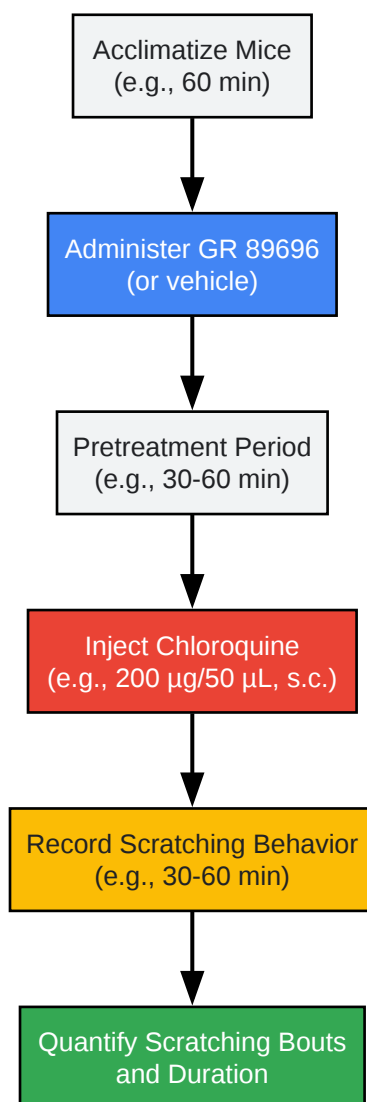 Acclimatize Mice
(e.g., 60 min)
Administer GR 89696
(or vehicle)
Pretreatment Period
(e.g., 30-60 min)
Inject Chloroquine
(e.g., 200 µg/50 µL, s.c.)
Record Scratching Behavior
(e.g., 30-60 min)
Quantify Scratching Bouts
and Duration